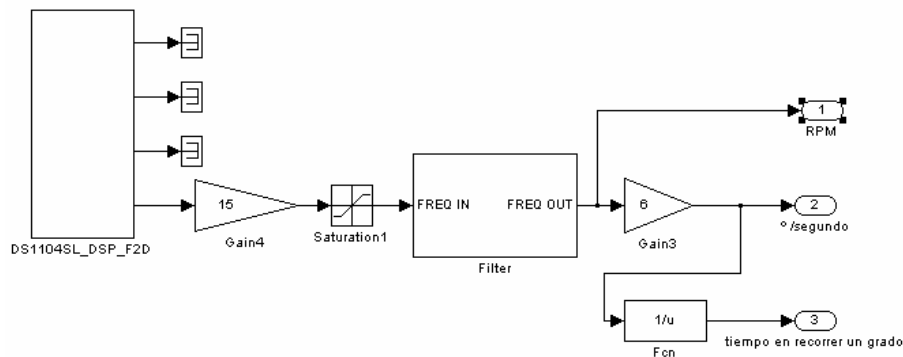 1
RPM
15
FREQ IN
FREQ OUT
6
2
Gain4
Saturation1
Gain3
º/segundo
DS1104SL_DSP_F2D
Filter
1/u
3
Fcn
tiempo en recorrer un grado